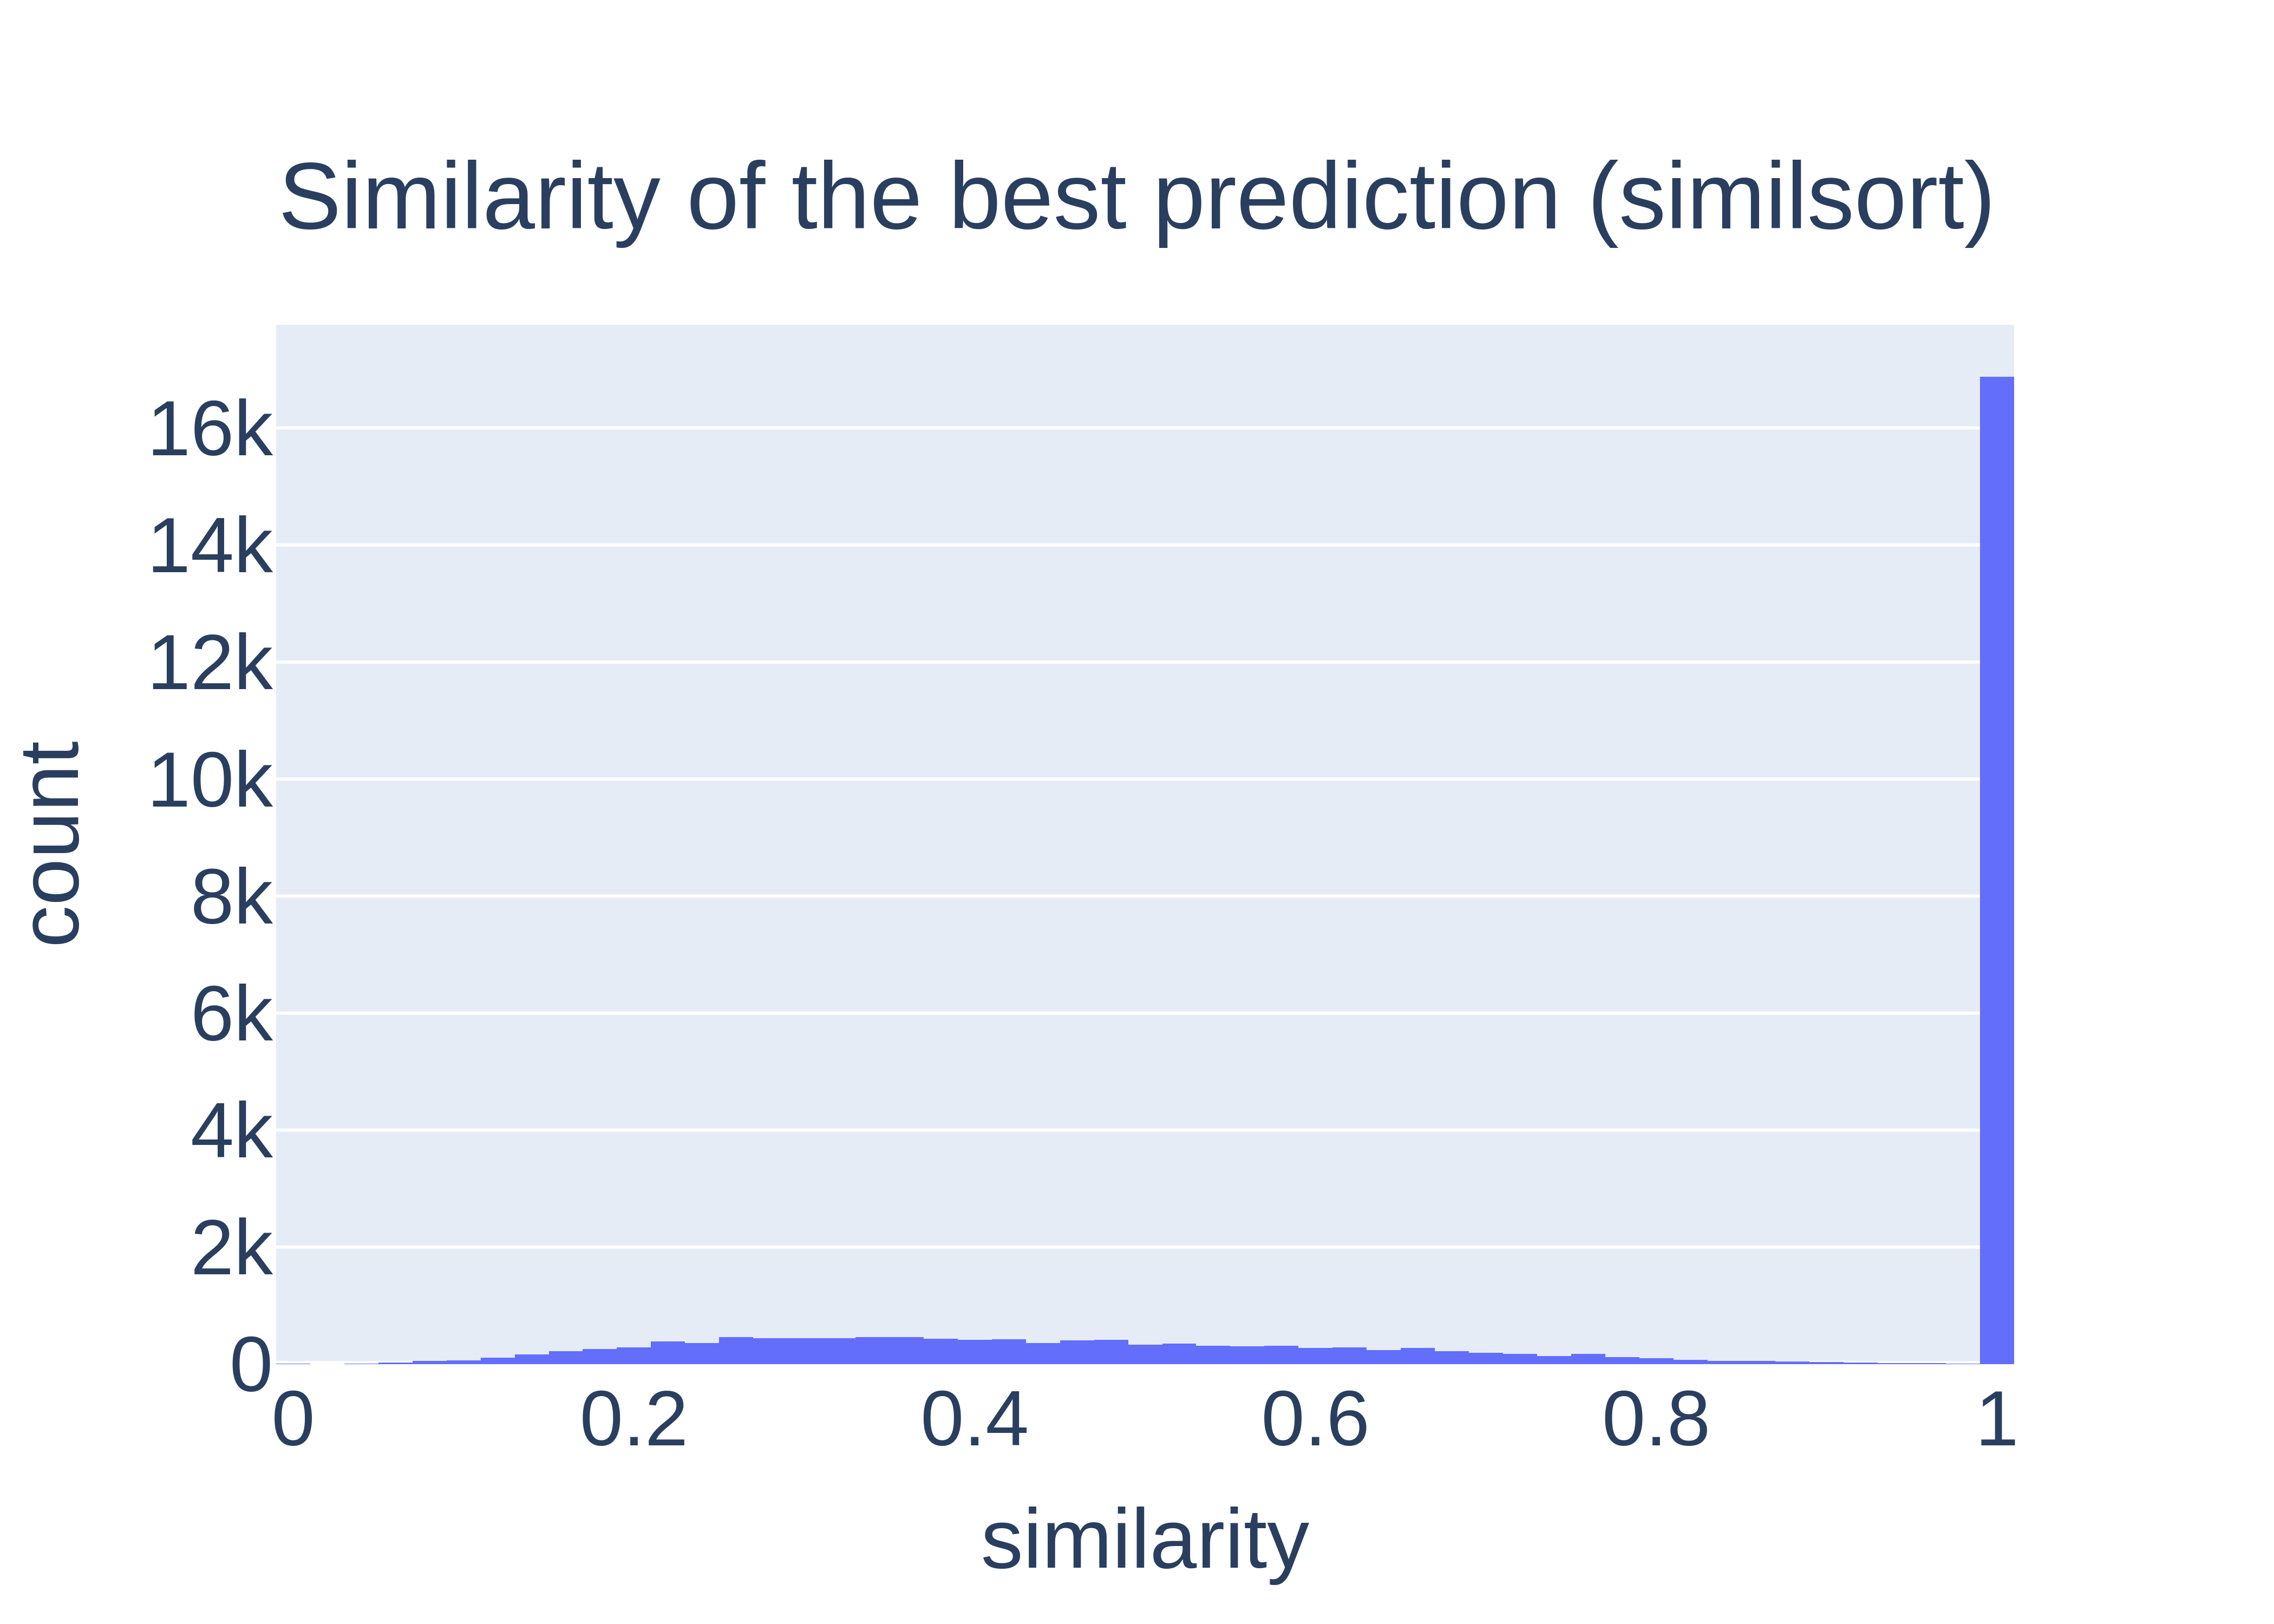 Similarity of the best prediction (similsort)
16k
14k
12k
10k
8k
6k
4k
2k
0
count
0 0.2 0.4 0.6 0.8 1
similarity